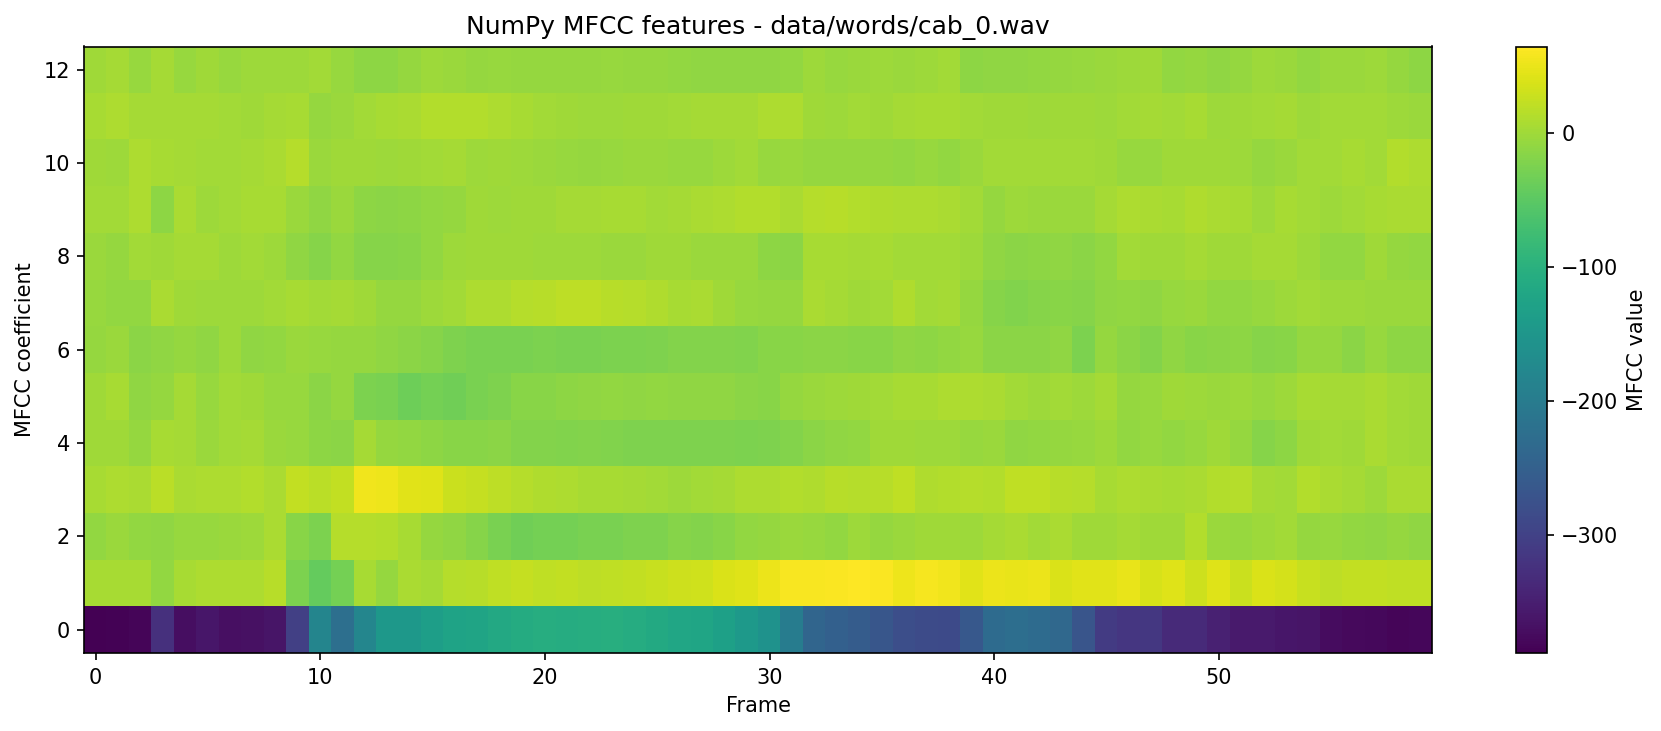 NumPy MFCC features - data/words/cab_0.wav
MFCC coefficient
12
10
8
6
4
2
0
0 10 20 30 40 50
Frame
0
−100
−200
−300
MFCC value